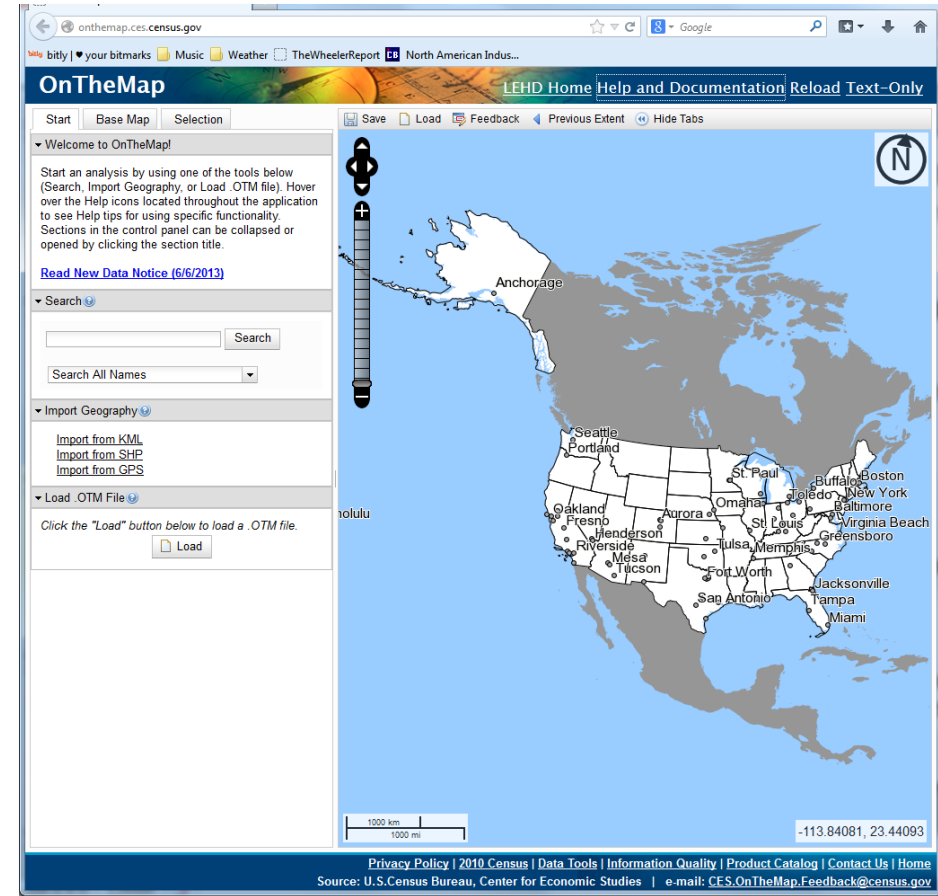 onthemap.ces.census.gov
Google
bitly | ♥ your bitmarks Music Weather TheWheelerReport CB North American Indus...
OnTheMap
LEHD Home Help and Documentation Reload Text-Only
Start Base Map Selection
Save Load Feedback Previous Extent Hide Tabs
Welcome to OnTheMap!
Start an analysis by using one of the tools below
(Search, Import Geography, or Load .OTM file). Hover
over the Help icons located throughout the application
to see Help tips for using specific functionality.
Sections in the control panel can be collapsed or
opened by clicking the section title.
Read New Data Notice (6/6/2013)
Search
Search
Search All Names
Import Geography
Import from KML
Import from SHP
Import from GPS
Load .OTM File
Click the "Load" button below to load a .OTM file.
Load
N
Anchorage
Seattle
Portland
St. Paul
Buffalo
Boston
Toledo
New York
Omaha
Baltimore
Oakland
Aurora
St. Louis
Virginia Beach
Fresno
Henderson
Greensboro
Riverside
Tulsa
Memphis
Mesa
Tucson
Fort Worth
Jacksonville
San Antonio
Tampa
Miami
nolulu
1000 km
1000 mi
-113.84081, 23.44093
Privacy Policy | 2010 Census | Data Tools | Information Quality | Product Catalog | Contact Us | Home
Source: U.S.Census Bureau, Center for Economic Studies | e-mail: CES.OnTheMap.Feedback@census.gov